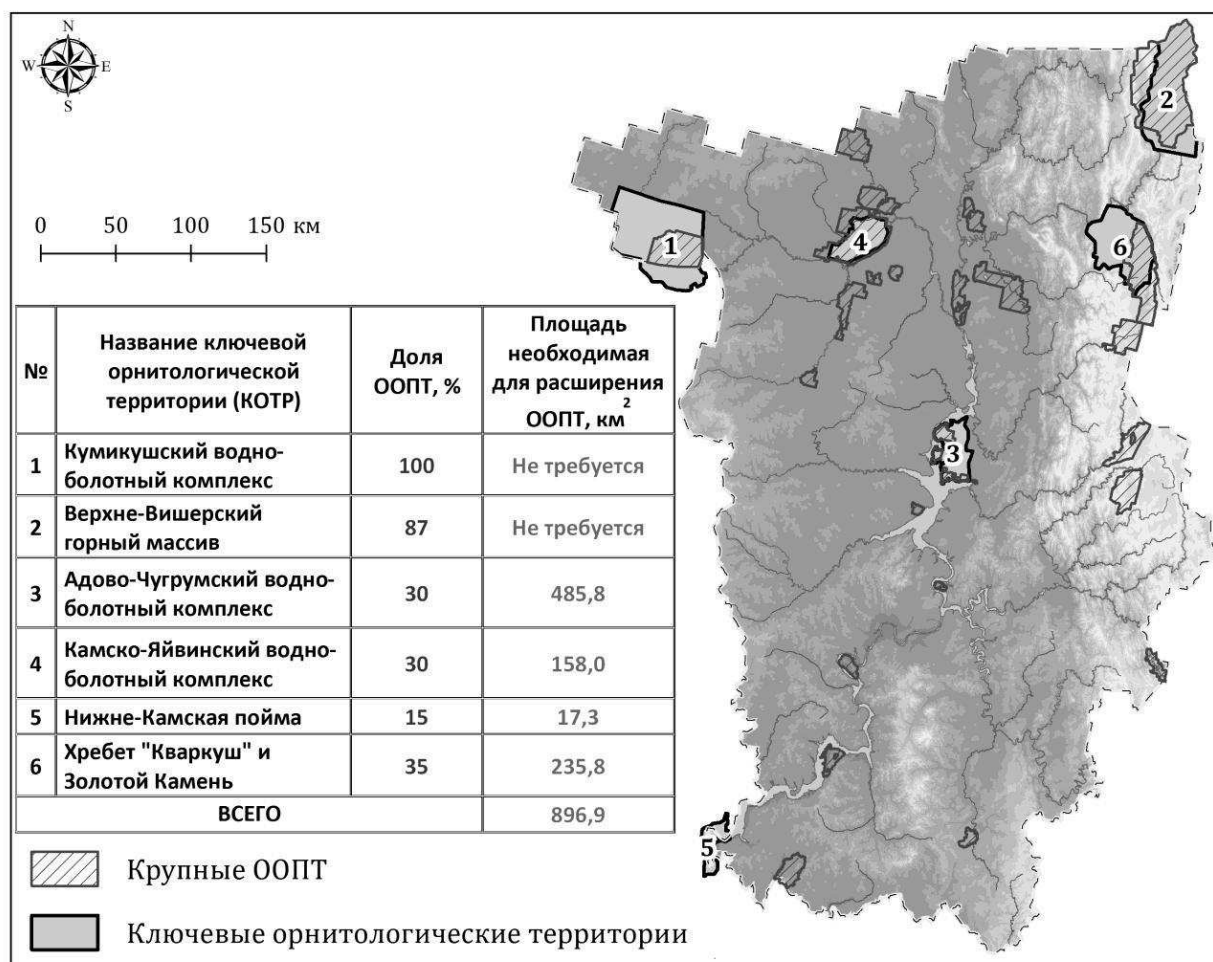 N
W E
S
0 50 100 150 км
№
Название ключевой
орнитологической
территории (КОТР)
Доля
ООПТ, %
Площадь
необходимая
для расширения
ООПТ, км2
1
Кумикушский водно-
болотный комплекс
100
Не требуется
2
Верхне-Вишерский
горный массив
87
Не требуется
3
Адово-Чугрумский водно-
болотный комплекс
30
485,8
4
Камско-Яйвинский водно-
болотный комплекс
30
158,0
5
Нижне-Камская пойма
15
17,3
6
Хребет "Кваркуш" и
Золотой Камень
35
235,8
ВСЕГО
896,9
Крупные ООПТ
Ключевые орнитологические территории
2
1
4
6
3
5